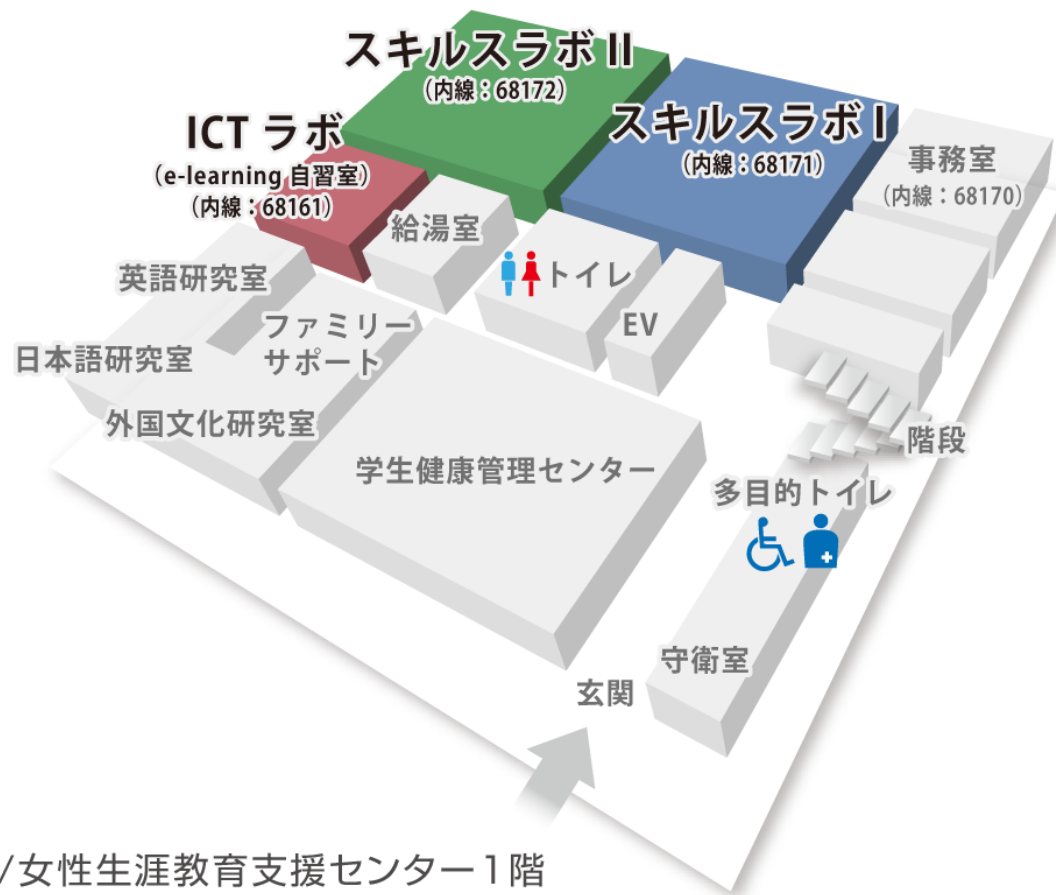 スキルスラボ II
(内線:68172)
ICT ラボ
(e-learning 自習室)
(内線:68161)
スキルスラボ I
(内線:68171)
事務室
(内線:68170)
給湯室
トイレ
EV
英語研究室
ファミリー
サポート
日本語研究室
外国文化研究室
学生健康管理センター
階段
多目的トイレ
守衛室
玄関
/女性生涯教育支援センター1階